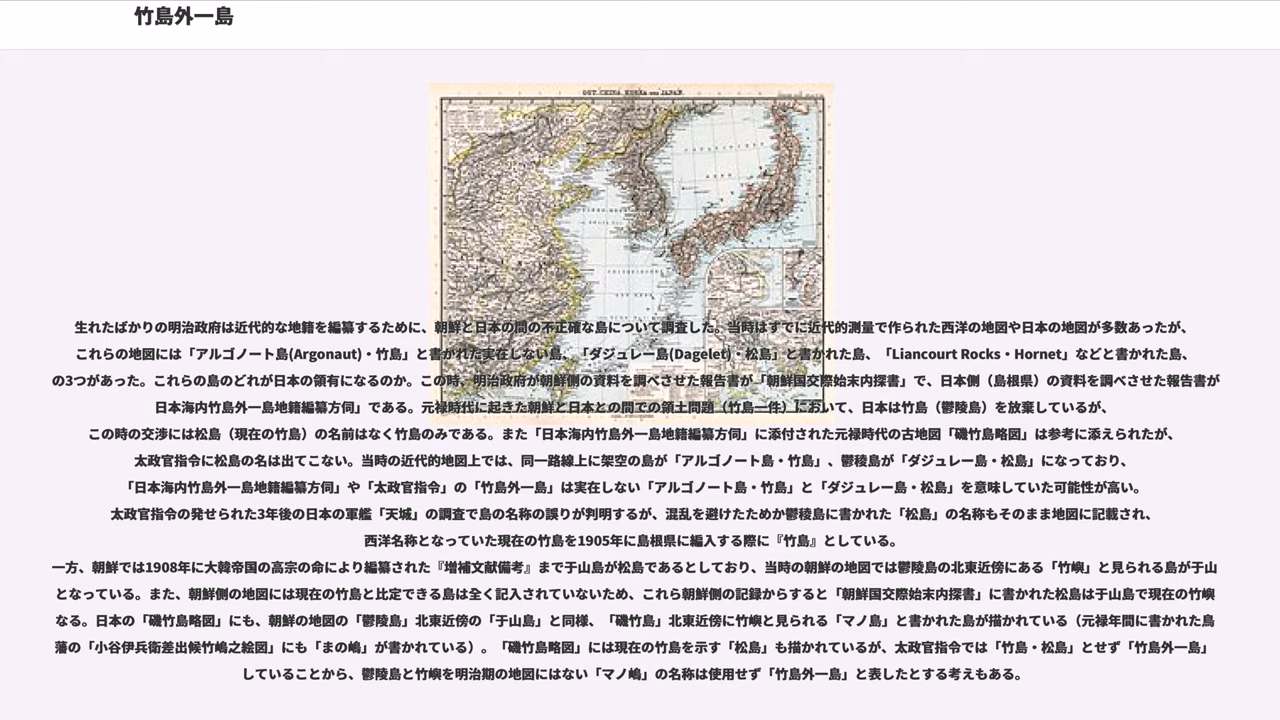 竹島外一島
OST-CHINA, KOREA und JAPAN.
生れたばかりの明治政府は近代的な地籍を編纂するために、朝鮮と日本の間の不正確な島について調査した。当時はすでに近代的測量で作られた西洋の地図や日本の地図が多数あったが、
これらの地図には「アルゴノート島(Argonaut)・竹島」と書かれた実在しない島、「ダジュレー島(Dagelet)・松島」と書かれた島、「Liancourt Rocks・Hornet」などと書かれた島、
の3つがあった。これらの島のどれが日本の領有になるのか。この時、明治政府が朝鮮側の資料を調べさせた報告書が「朝鮮国交際始末内探書」で、日本側（島根県）の資料を調べさせた報告書が
日本海内竹島外一島地籍編纂方伺」である。元禄時代に起きた朝鮮と日本との間での領土問題（竹島一件）において、日本は竹島（鬱陵島）を放棄しているが、
この時の交渉には松島（現在の竹島）の名前はなく竹島のみである。また「日本海内竹島外一島地籍編纂方伺」に添付された元禄時代の古地図「磯竹島略図」は参考に添えられたが、
太政官指令に松島の名は出てこない。当時の近代的地図上では、同一路線上に架空の島が「アルゴノート島・竹島」、鬱稜島が「ダジュレー島・松島」になっており、
「日本海内竹島外一島地籍編纂方伺」や「太政官指令」の「竹島外一島」は実在しない「アルゴノート島・竹島」と「ダジュレー島・松島」を意味していた可能性が高い。
太政官指令の発せられた3年後の日本の軍艦「天城」の調査で島の名称の誤りが判明するが、混乱を避けたためか鬱稜島に書かれた「松島」の名称もそのまま地図に記載され、
西洋名称となっていた現在の竹島を1905年に島根県に編入する際に『竹島』としている。
一方、朝鮮では1908年に大韓帝国の高宗の命により編纂された『増補文献備考』まで于山島が松島であるとしており、当時の朝鮮の地図では鬱陵島の北東近傍にある「竹嶼」と見られる島が于山
となっている。また、朝鮮側の地図には現在の竹島と比定できる島は全く記入されていないため、これら朝鮮側の記録からすると「朝鮮国交際始末内探書」に書かれた松島は于山島で現在の竹嶼
なる。日本の「磯竹島略図」にも、朝鮮の地図の「鬱陵島」北東近傍の「于山島」と同様、「磯竹島」北東近傍に竹嶼と見られる「マノ島」と書かれた島が描かれている（元禄年間に書かれた鳥
藩の「小谷伊兵衛差出候竹嶋之絵図」にも「まの嶋」が書かれている）。「磯竹島略図」には現在の竹島を示す「松島」も描かれているが、太政官指令では「竹島・松島」とせず「竹島外一島」
していることから、鬱陵島と竹嶼を明治期の地図にはない「マノ嶋」の名称は使用せず「竹島外一島」と表したとする考えもある。